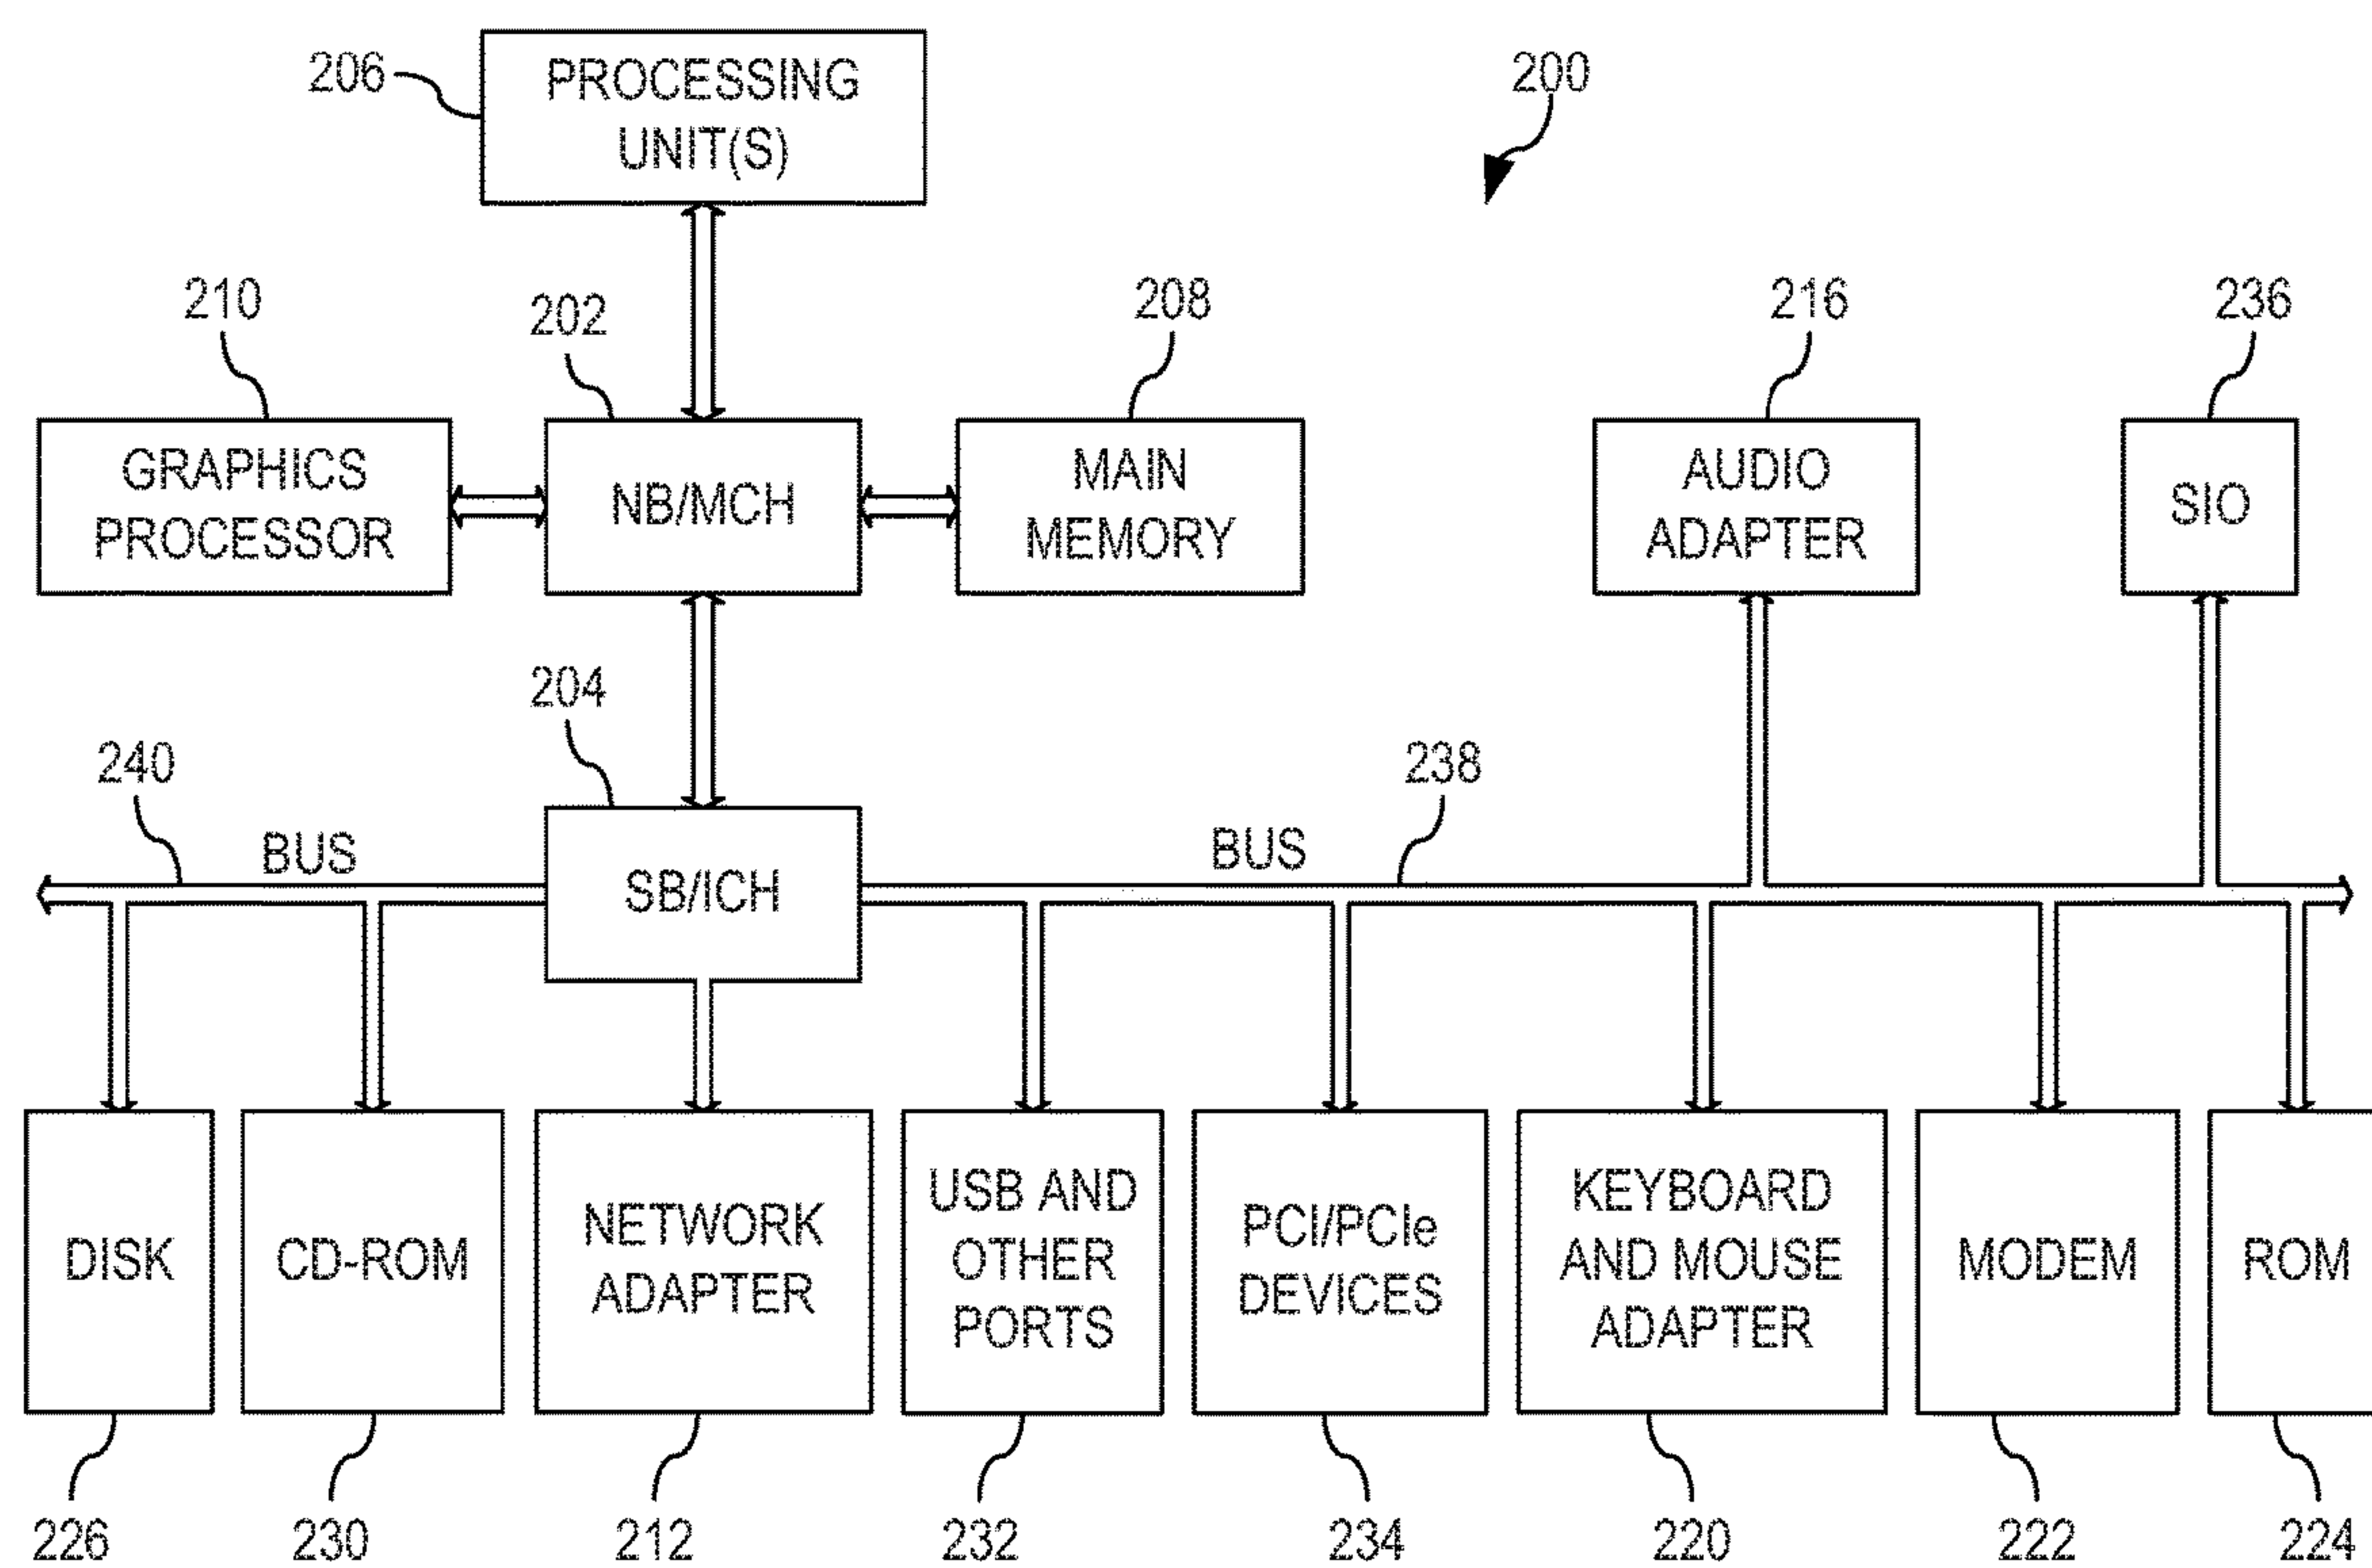 206
PROCESSING
UNIT(S)
200
210
202
208
216
236
GRAPHICS
PROCESSOR
NB/MCH
MAIN
MEMORY
AUDIO
ADAPTER
SIO
204
240
238
BUS
SB/ICH
BUS
DISK
CD-ROM
NETWORK
ADAPTER
USB AND
OTHER
PORTS
PCI/PCIe
DEVICES
KEYBOARD
AND MOUSE
ADAPTER
MODEM
ROM
226
230
212
232
234
220
222
224